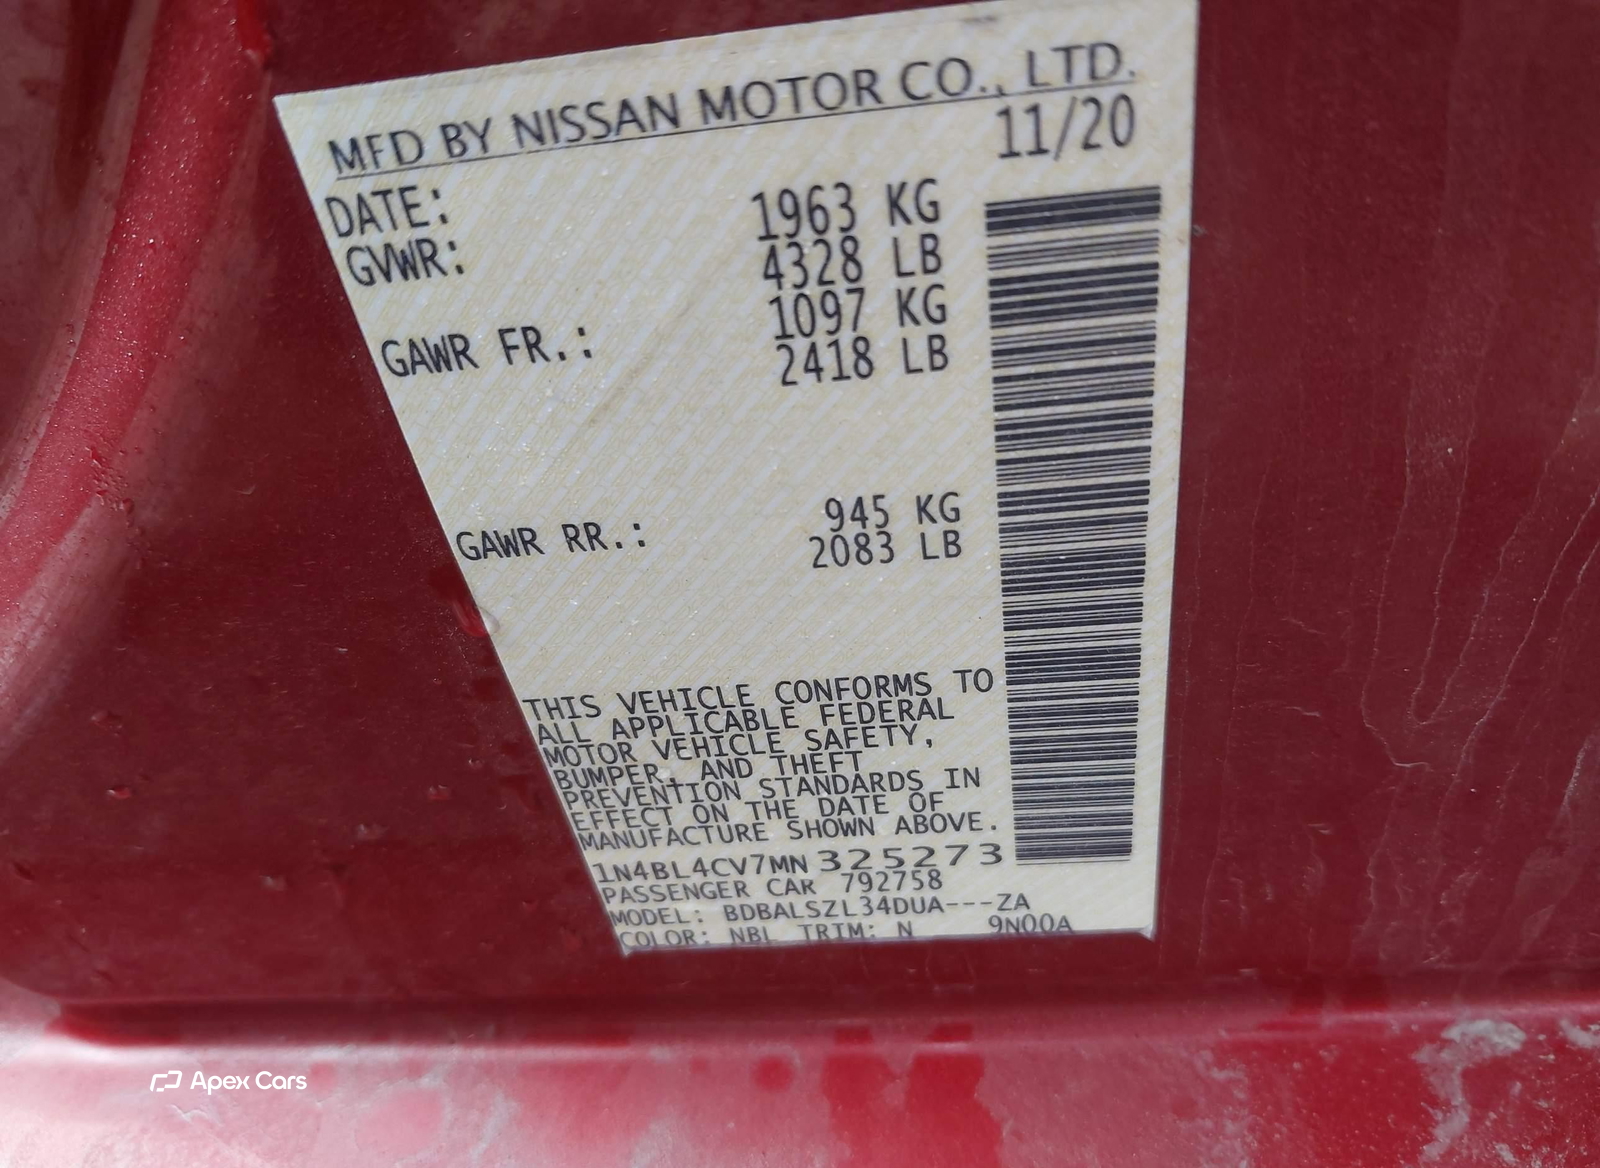 MFD BY NISSAN MOTOR CO., LTD.
DATE: 11/20
GVWR: 1963 KG
4328 LB
GAWR FR.: 1097 KG
2418 LB
GAWR RR.: 945 KG
2083 LB
THIS VEHICLE CONFORMS TO
ALL APPLICABLE FEDERAL
MOTOR VEHICLE SAFETY,
BUMPER, AND THEFT
PREVENTION STANDARDS IN
EFFECT ON THE DATE OF
MANUFACTURE SHOWN ABOVE.
1N4BL4CV7MN325273
PASSENGER CAR 792758
MODEL: BDBALSZL34DUA---ZA
COLOR: NBL TRIM: N 9N00A
Apex Cars